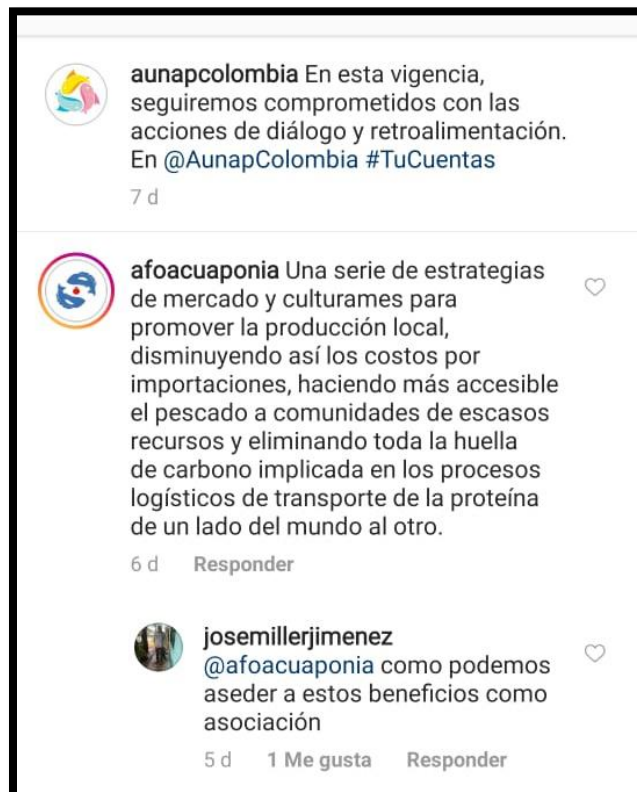 aunapcolombia En esta vigencia,
seguiremos comprometidos con las
acciones de diálogo y retroalimentación.
En @AunapColombia #TuCuentas
7 d
afoacuaponia Una serie de estrategias
de mercado y culturames para
promover la producción local,
disminuyendo así los costos por
importaciones, haciendo más accesible
el pescado a comunidades de escasos
recursos y eliminando toda la huella
de carbono implicada en los procesos
logísticos de transporte de la proteína
de un lado del mundo al otro.
6 d Responder
josemillerjimenez
@afoacuaponia como podemos
aseder a estos beneficios como
asociación
5 d 1 Me gusta Responder